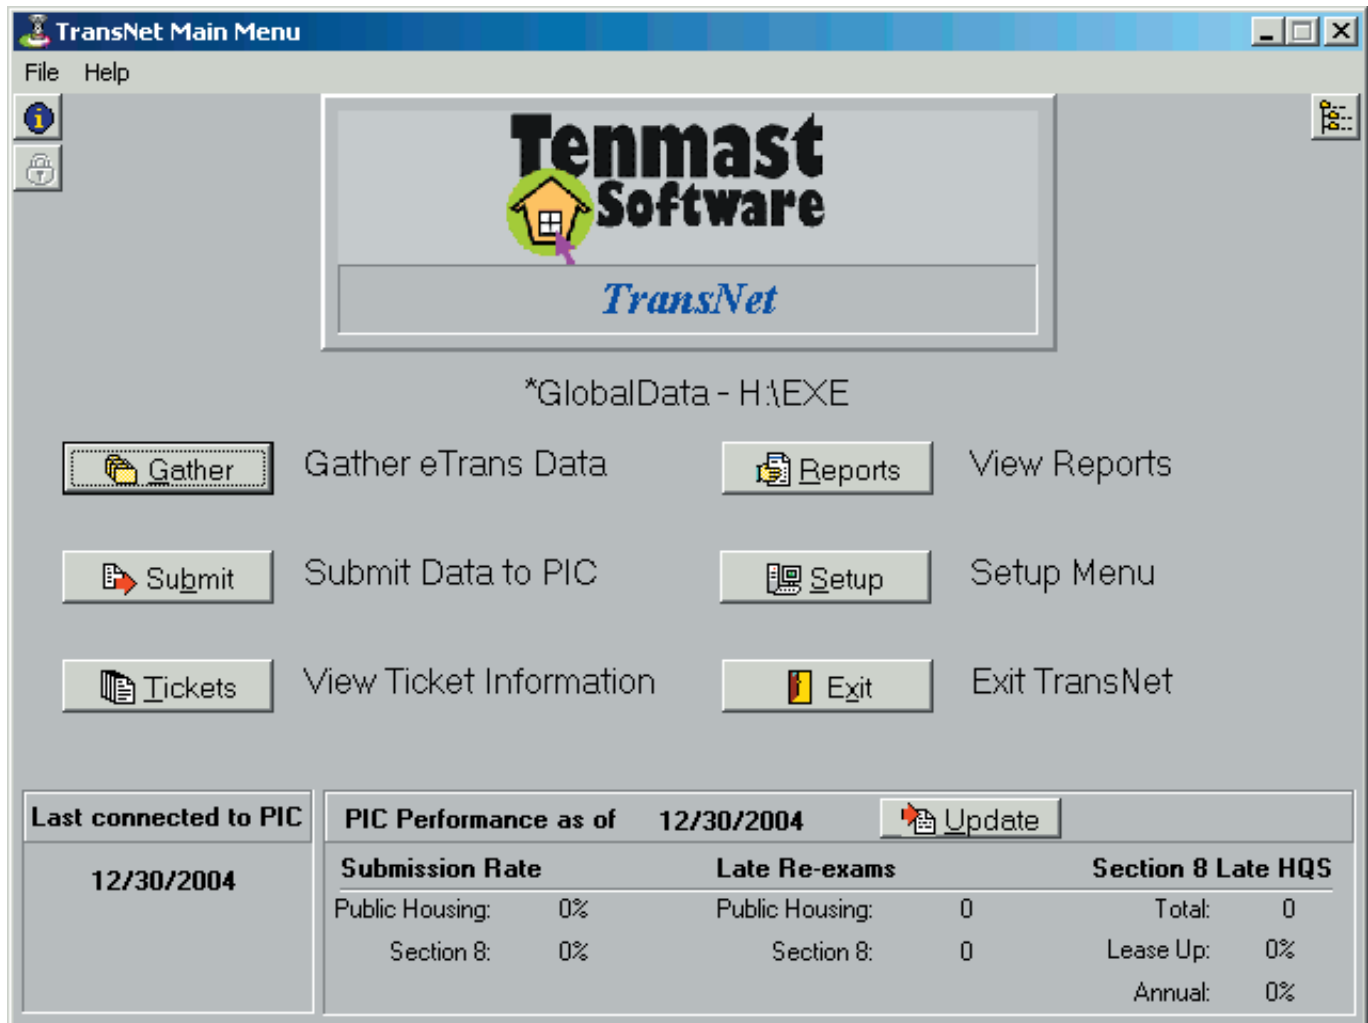 TransNet Main Menu
File Help
Tenmast
Software
TransNet
*GlobalData - H:\EXE
Gather Gather eTrans Data Reports View Reports
Submit Submit Data to PIC Setup Setup Menu
Tickets View Ticket Information Exit Exit TransNet
Last connected to PIC PIC Performance as of 12/30/2004 Update
12/30/2004
Submission Rate Late Re-exams Section 8 Late HQS
Public Housing: 0% Public Housing: 0 Total: 0
Section 8: 0% Section 8: 0 Lease Up: 0%
Annual: 0%